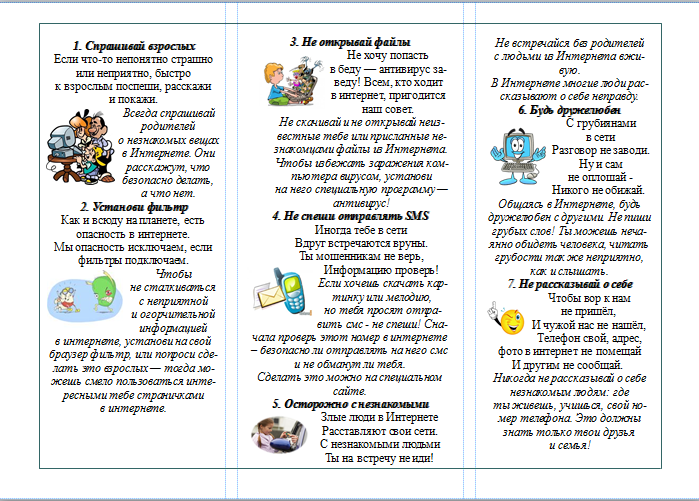 1. Спрашивай взрослых
Если что-то непонятно страшно
или неприятно, быстро
к взрослым поспеши, расскажи
и покажи.
Всегда спрашивай
родителей
о незнакомых вещах
в Интернете. Они
расскажут, что
безопасно делать,
а что нет.
2. Установи фильтр
Как и всюду на планете, есть
опасность в интернете.
Мы опасность исключаем, если
фильтры подключаем.
Чтобы
не сталкиваться
с неприятной
и огорчительной
информацией
в интернете, установи на свой
браузер фильтр, или попроси сде-
лать это взрослых — тогда мо-
жешь смело пользоваться инте-
ресными тебе страничками
в интернете.
3. Не открывай файлы
Не хочу попасть
в беду — антивирус за-
веду! Всем, кто ходит
в интернет, пригодится
наш совет.
Не скачивай и не открывай неиз-
вестные тебе или присланные не-
знакомцами файлы из Интернета.
Чтобы избежать заражения ком-
пьютера вирусом, установи
на него специальную программу —
антивирус!
4. Не спеши отправлять SMS
Иногда тебе в сети
Вдруг встречаются вруны.
Ты мошенникам не верь,
Информацию проверь!
Если хочешь скачать кар-
тинку или мелодию,
но тебя просят отпра-
вить смс - не спеши! Сна-
чала проверь этот номер в интернете
– безопасно ли отправлять на него смс
и не обманут ли тебя.
Сделать это можно на специальном
сайте.
5. Осторожно с незнакомыми
Злые люди в Интернете
Расставляют свои сети.
С незнакомыми людьми
Ты на встречу не иди!
Не встречайся без родителей
с людьми из Интернета вжи-
вую.
В Интернете многие люди рас-
сказывают о себе неправду.
6. Будь дружелюбен
С грубиянами
в сети
Разговор не заводи.
Ну и сам
не оплошай -
Никого не обижай.
Общаясь в Интернете, будь
дружелюбен с другими. Не пиши
грубых слов! Ты можешь неча-
янно обидеть человека, читать
грубости так же неприятно,
как и слышать.
7. Не рассказывай о себе
Чтобы вор к нам
не пришёл,
И чужой нас не нашёл,
Телефон свой, адрес,
фото в интернет не помещай
И другим не сообщай.
Никогда не рассказывай о себе
незнакомым людям: где
ты живешь, учишься, свой но-
мер телефона. Это должны
знать только твои друзья
и семья!